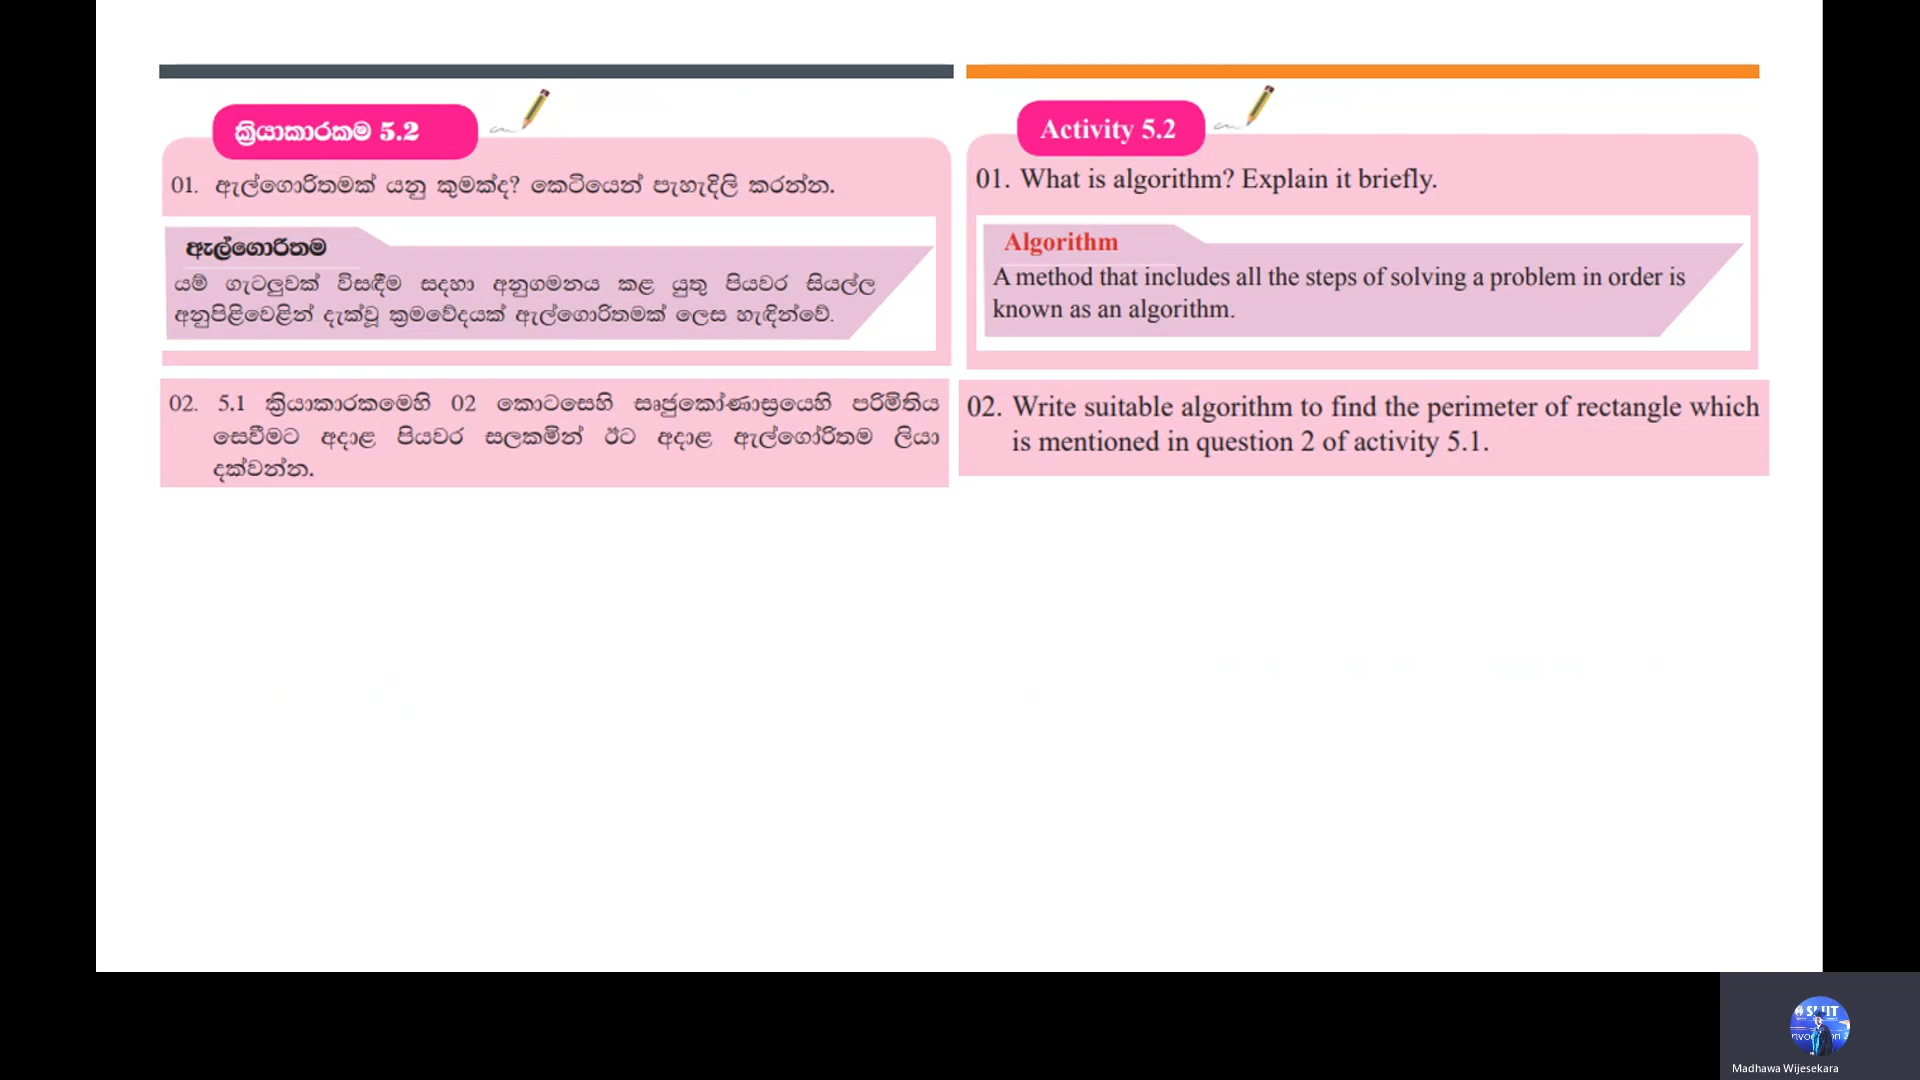 ක්‍රියාකාරකම 5.2
01. ඇල්ගොරිතමක් යනු කුමක්ද? කෙටියෙන් පැහැදිලි කරන්න.
ඇල්ගොරිතම
යම් ගැටලුවක් විසඳීම සදහා අනුගමනය කළ යුතු පියවර සියල්ල
අනුපිළිවෙළින් දැක්වූ ක්‍රමවේදයක් ඇල්ගොරිතමක් ලෙස හැඳින්වේ.
02. 5.1 ක්‍රියාකාරකමෙහි 02 කොටසෙහි සෘජුකෝණාස්‍රයෙහි පරිමිතිය
සෙවීමට අදාළ පියවර සලකමින් ඊට අදාළ ඇල්ගෝරිතම ලියා
දක්වන්න.
Activity 5.2
01. What is algorithm? Explain it briefly.
Algorithm
A method that includes all the steps of solving a problem in order is
known as an algorithm.
02. Write suitable algorithm to find the perimeter of rectangle which
is mentioned in question 2 of activity 5.1.
Madhawa Wijesekara